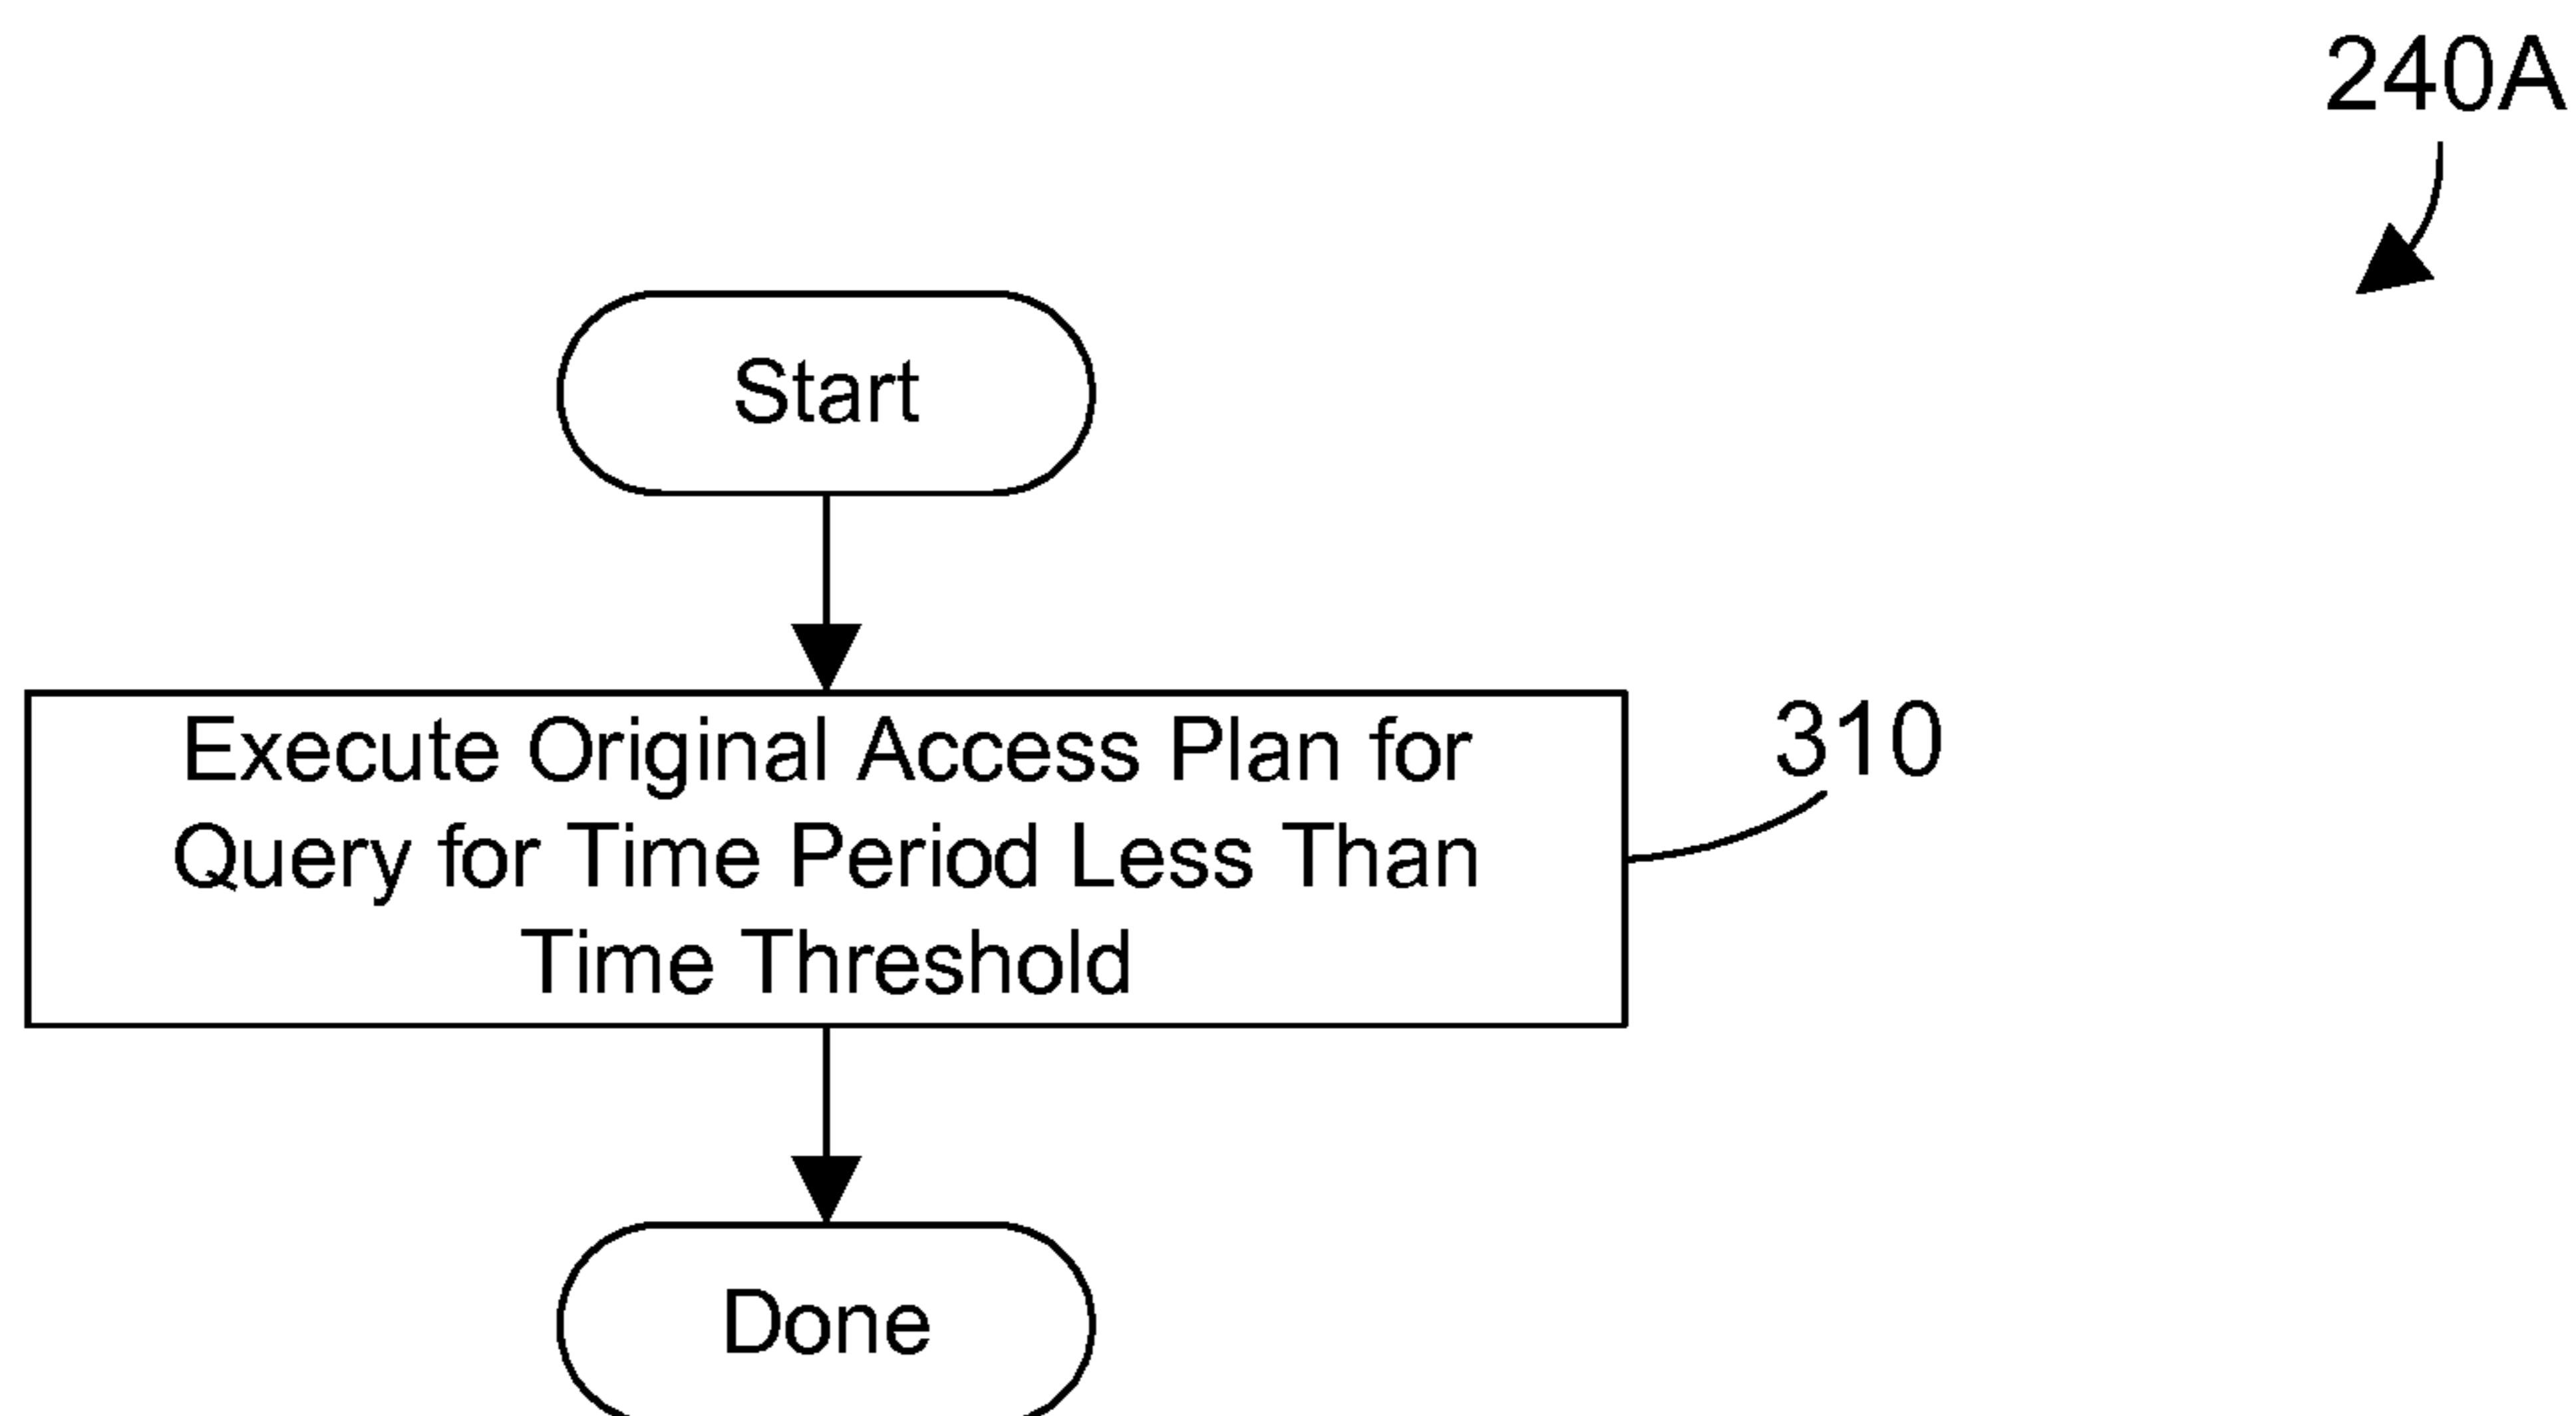 240A
Start
Execute Original Access Plan for
Query for Time Period Less Than
Time Threshold
310
Done